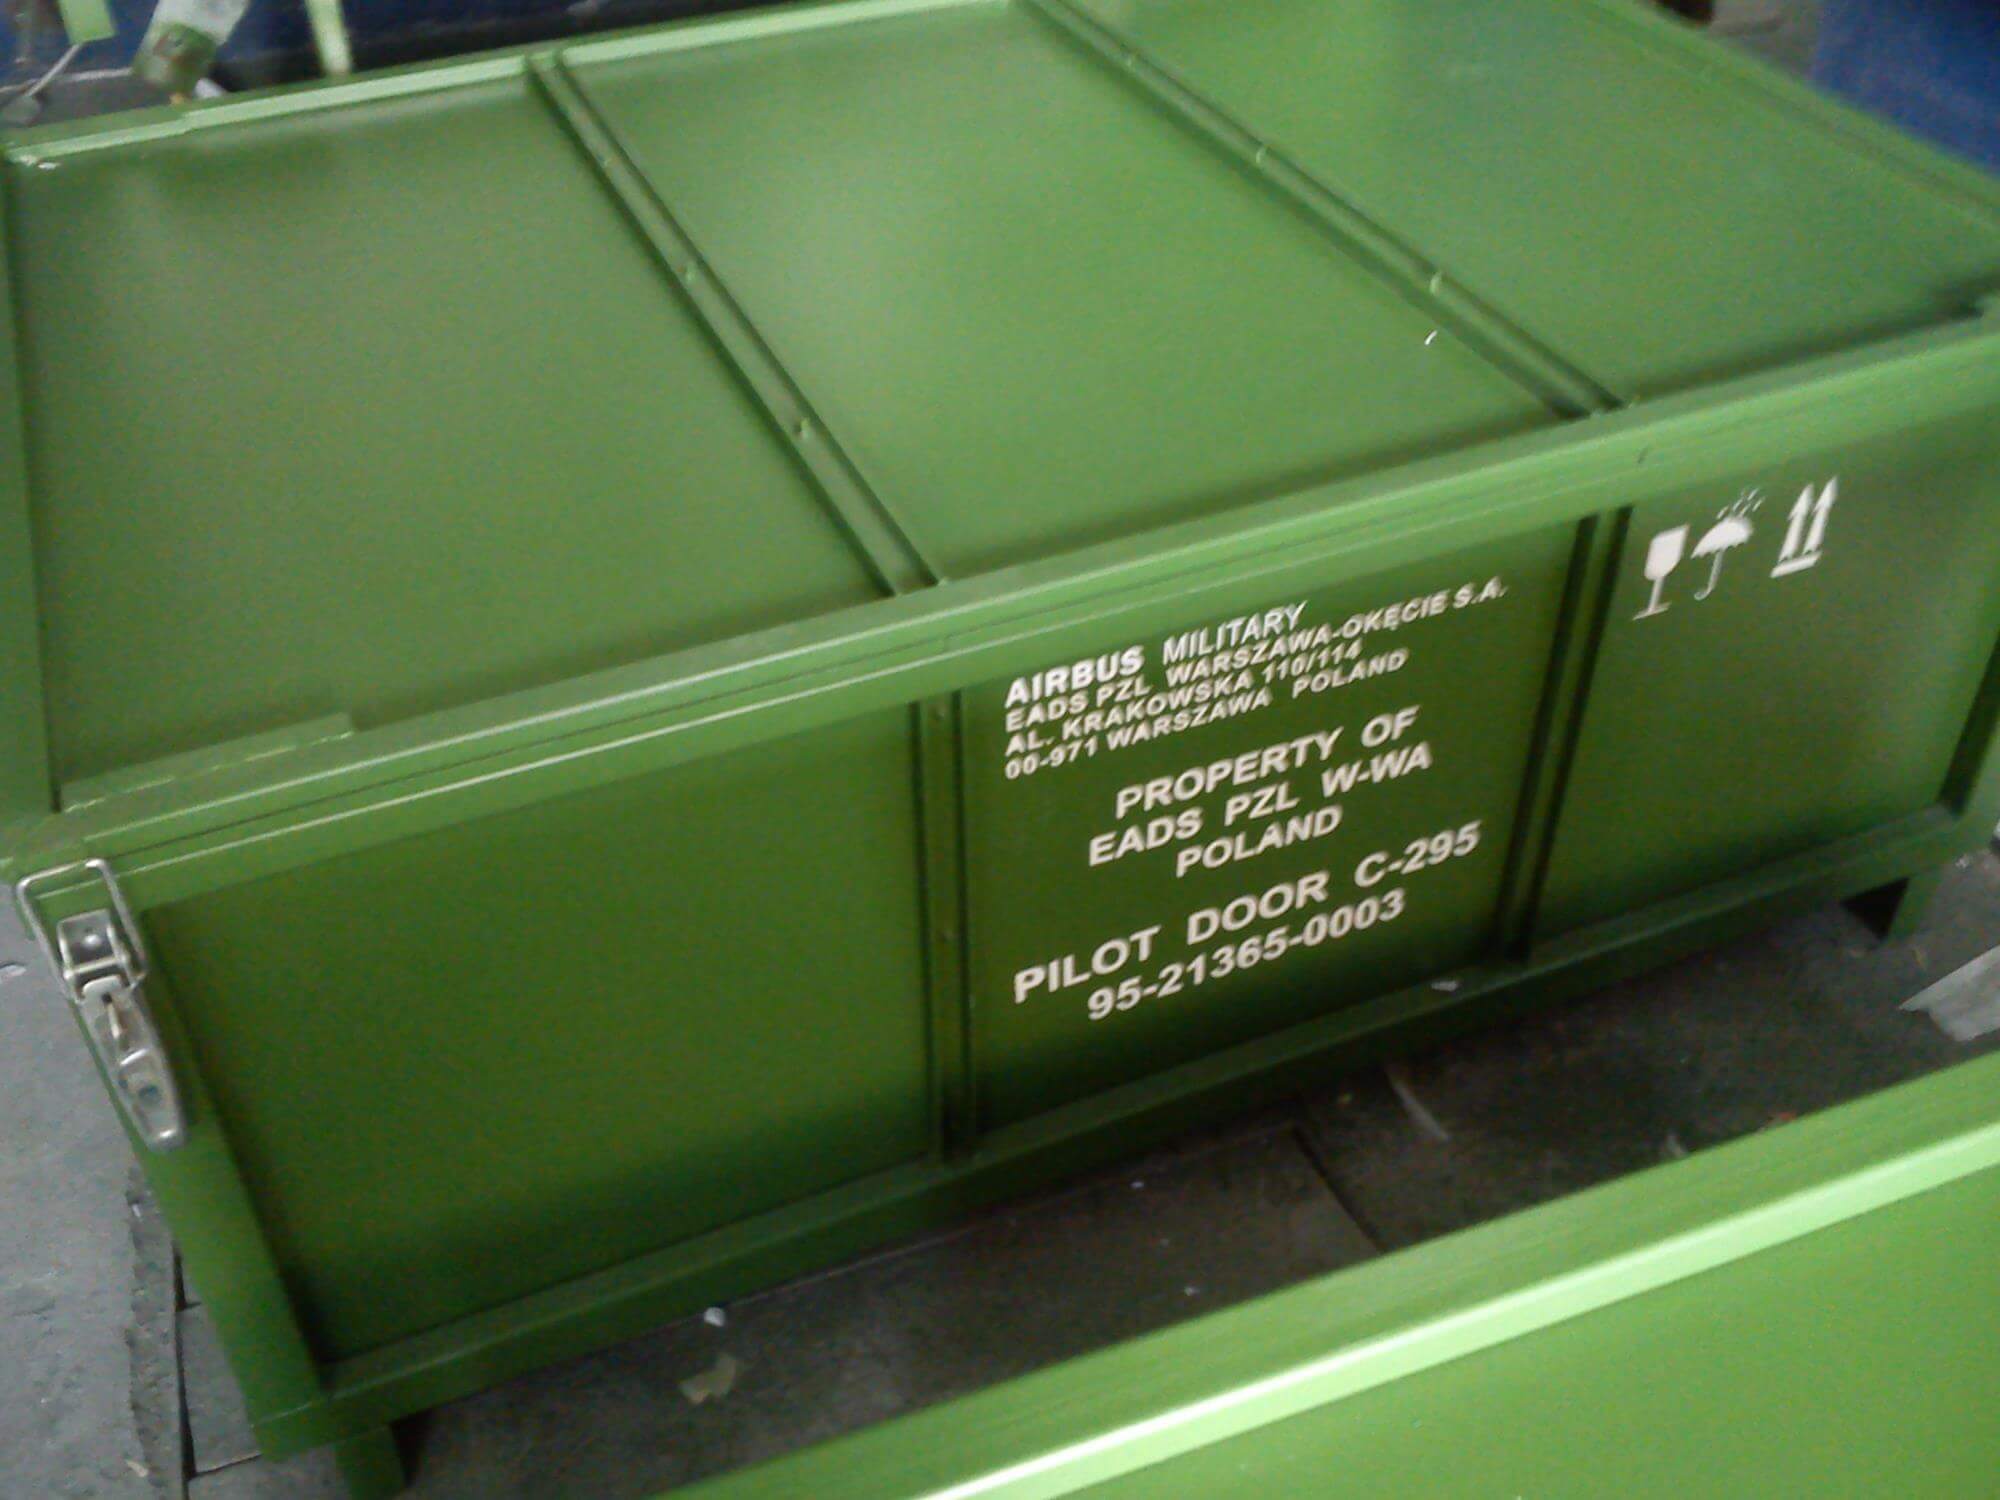 AIRBUS MILITARY
EADS PZL WARSZAWA-OKĘCIE S.A.
AL. KRAKOWSKA 110/114
00-971 WARSZAWA POLAND
PROPERTY OF
EADS PZL W-WA
POLAND
PILOT DOOR C-295
95-21365-0003